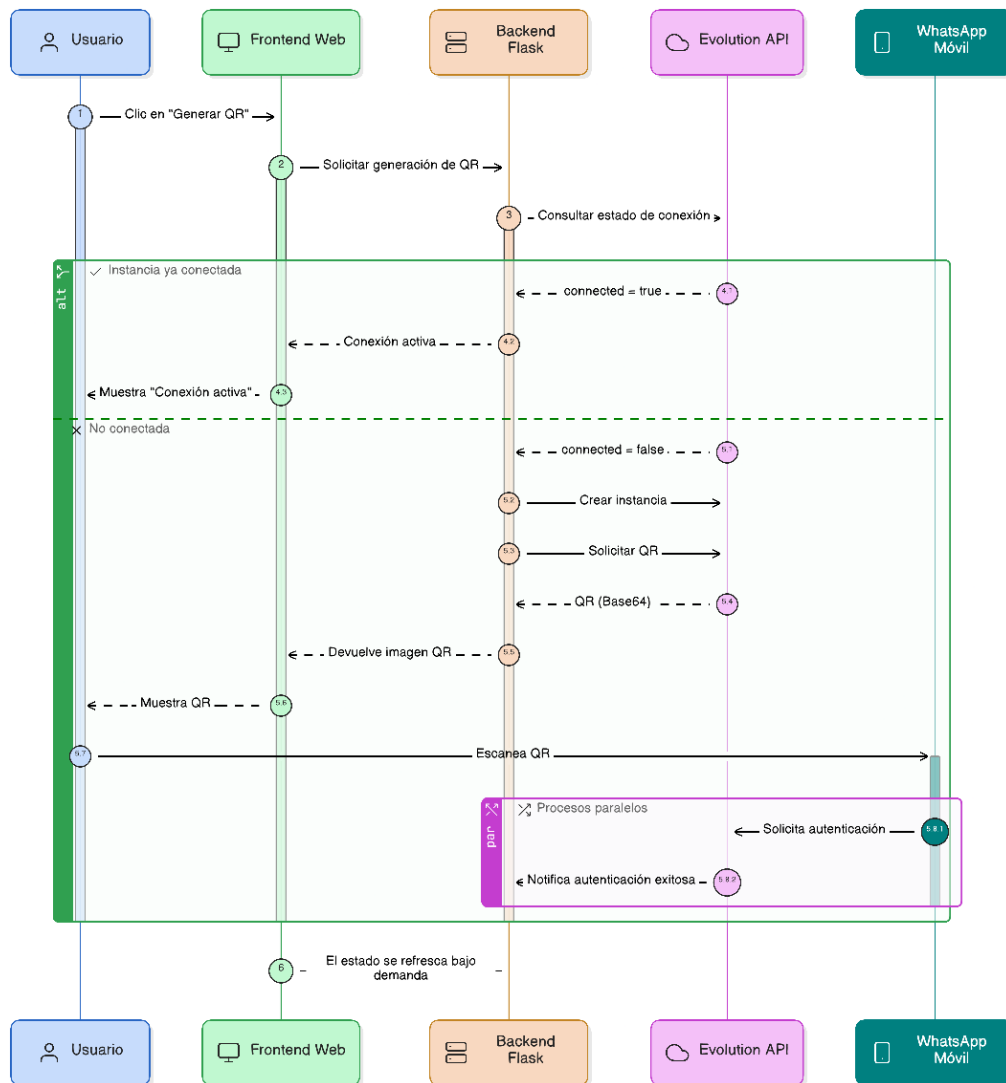 Usuario
Frontend Web
Backend
Flask
Evolution API
WhatsApp
Móvil
1
Clic en "Generar QR"
2
Solicitar generación de QR
3
Consultar estado de conexión
alt
Instancia ya conectada
connected = true
4.1
Conexión activa
4.2
Muestra "Conexión activa"
4.3
No conectada
connected = false
5.1
5.2
Crear instancia
5.3
Solicitar QR
QR (Base64)
5.4
Devuelve imagen QR
5.5
Muestra QR
5.6
5.7
Escanea QR
par
Procesos paralelos
Solicita autenticación
5.8.1
Notifica autenticación exitosa
5.8.2
6
El estado se refresca bajo
demanda
Usuario
Frontend Web
Backend
Flask
Evolution API
WhatsApp
Móvil